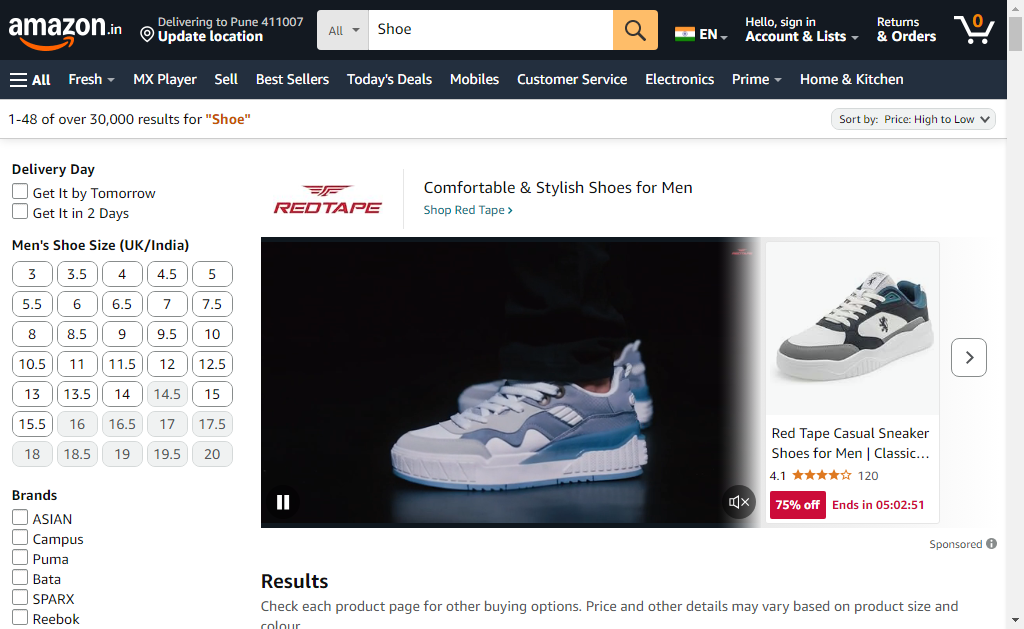 amazon.in
Delivering to Pune 411007
Update location
All
Shoe
EN
Hello, sign in
Account & Lists
Returns
& Orders
0
All
Fresh
MX Player
Sell
Best Sellers
Today's Deals
Mobiles
Customer Service
Electronics
Prime
Home & Kitchen
1-48 of over 30,000 results for "Shoe"
Sort by: Price: High to Low
Delivery Day
Get It by Tomorrow
Get It in 2 Days
Men's Shoe Size (UK/India)
3 3.5 4 4.5 5
5.5 6 6.5 7 7.5
8 8.5 9 9.5 10
10.5 11 11.5 12 12.5
13 13.5 14 14.5 15
15.5 16 16.5 17 17.5
18 18.5 19 19.5 20
Brands
ASIAN
Campus
Puma
Bata
SPARX
Reebok
REDTAPE
Comfortable & Stylish Shoes for Men
Shop Red Tape ›
Red Tape Casual Sneaker
Shoes for Men | Classic...
4.1 120
75% off Ends in 05:02:51
Sponsored
Results
Check each product page for other buying options. Price and other details may vary based on product size and
colour.